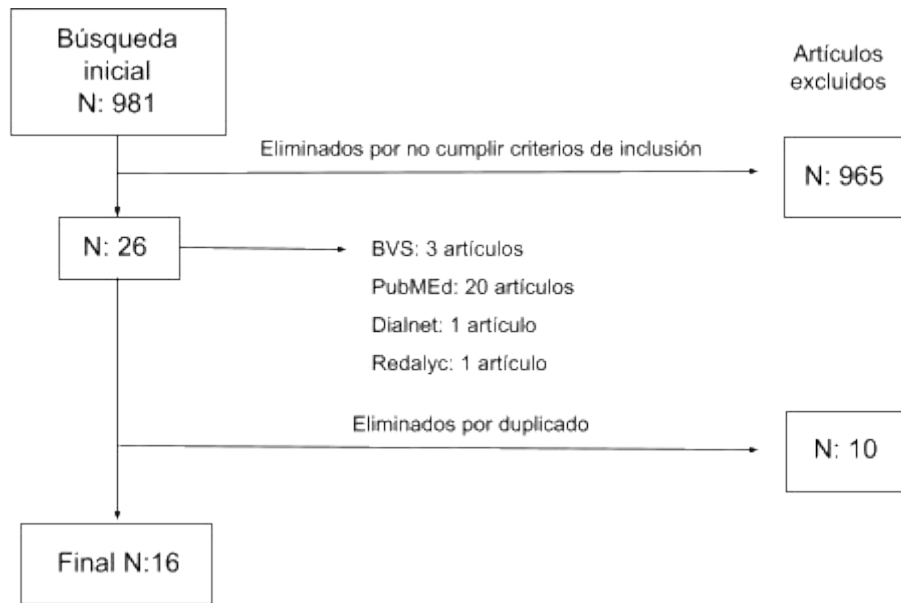 Búsqueda
inicial
N: 981
Artículos
excluidos
Eliminados por no cumplir criterios de inclusión
N: 965
N: 26
BVS: 3 artículos
PubMEd: 20 artículos
Dialnet: 1 artículo
Redalyc: 1 artículo
Eliminados por duplicado
N: 10
Final N:16